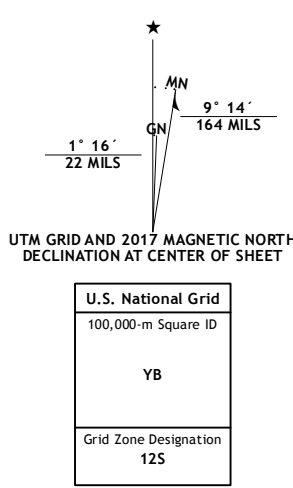 ★
MN
9° 14´
164 MILS
GN
1° 16´
22 MILS
UTM GRID AND 2017 MAGNETIC NORTH
DECLINATION AT CENTER OF SHEET
U.S. National Grid
100,000-m Square ID
YB
Grid Zone Designation
12S